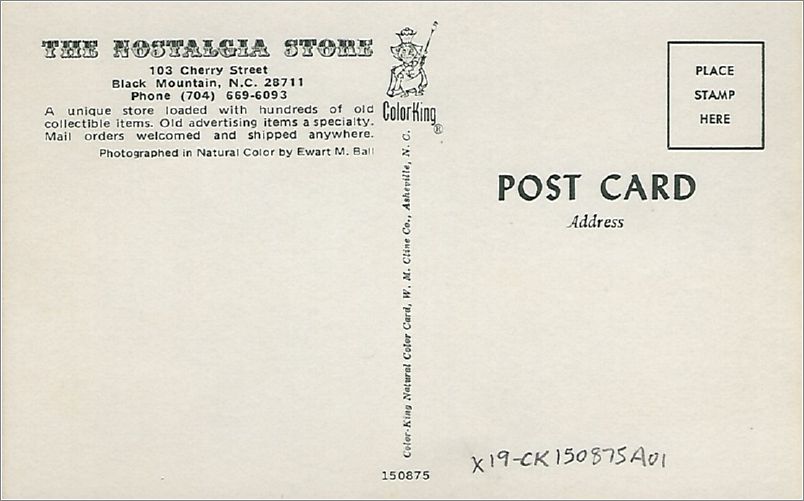 THE NOSTALGIA STORE
103 Cherry Street
Black Mountain, N.C. 28711
Phone (704) 669-6093
A unique store loaded with hundreds of old
collectible items. Old advertising items a specialty.
Mail orders welcomed and shipped anywhere.
Photographed in Natural Color by Ewart M. Ball
ColorKing®
Color-King Natural Color Card, W. M. Cline Co., Asheville, N. C.
150875
PLACE
STAMP
HERE
POST CARD
Address
X19-CK150875A01